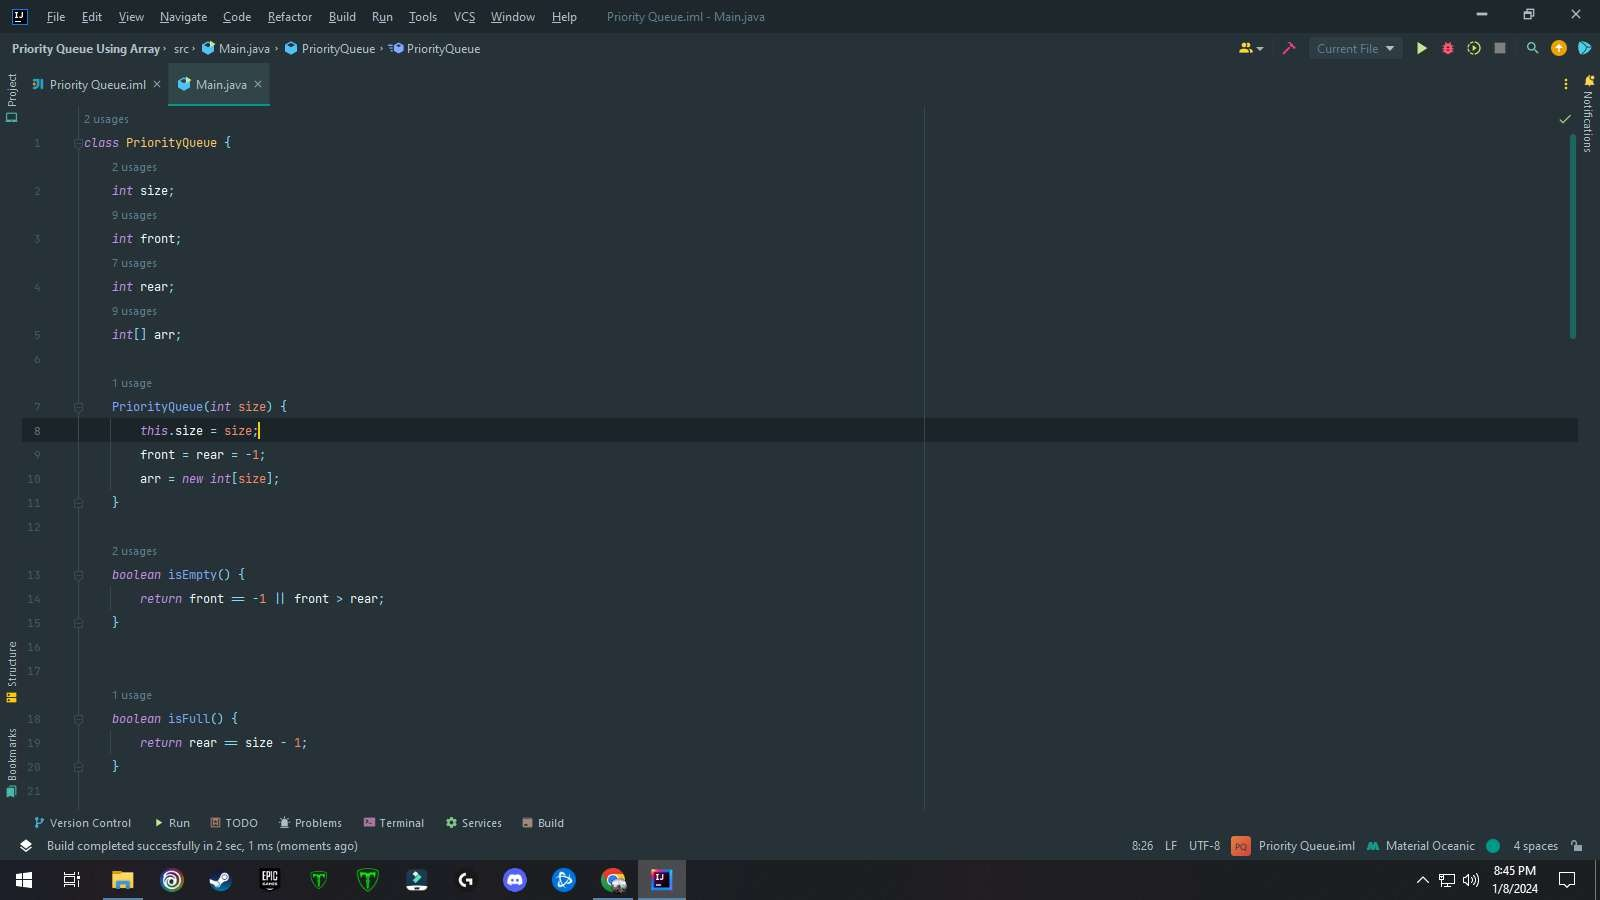 File Edit View Navigate Code Refactor Build Run Tools VCS Window Help Priority Queue.iml - Main.java
Priority Queue Using Array › src › Main.java › PriorityQueue › PriorityQueue Current File
Project
Priority Queue.iml × Main.java ×
Notifications
2 usages
1 class PriorityQueue {
2 usages
2 int size;
9 usages
3 int front;
7 usages
4 int rear;
9 usages
5 int[] arr;
6
1 usage
7 PriorityQueue(int size) {
8 this.size = size;
9 front = rear = -1;
10 arr = new int[size];
11 }
12
2 usages
13 boolean isEmpty() {
14 return front == -1 || front > rear;
15 }
16
17
1 usage
18 boolean isFull() {
19 return rear == size - 1;
20 }
21
Structure
Bookmarks
Version Control Run TODO Problems Terminal Services Build
Build completed successfully in 2 sec, 1 ms (moments ago) 8:26 LF UTF-8 PQ Priority Queue.iml Material Oceanic 4 spaces
EPIC GAMES
IJ
8:45 PM
1/8/2024